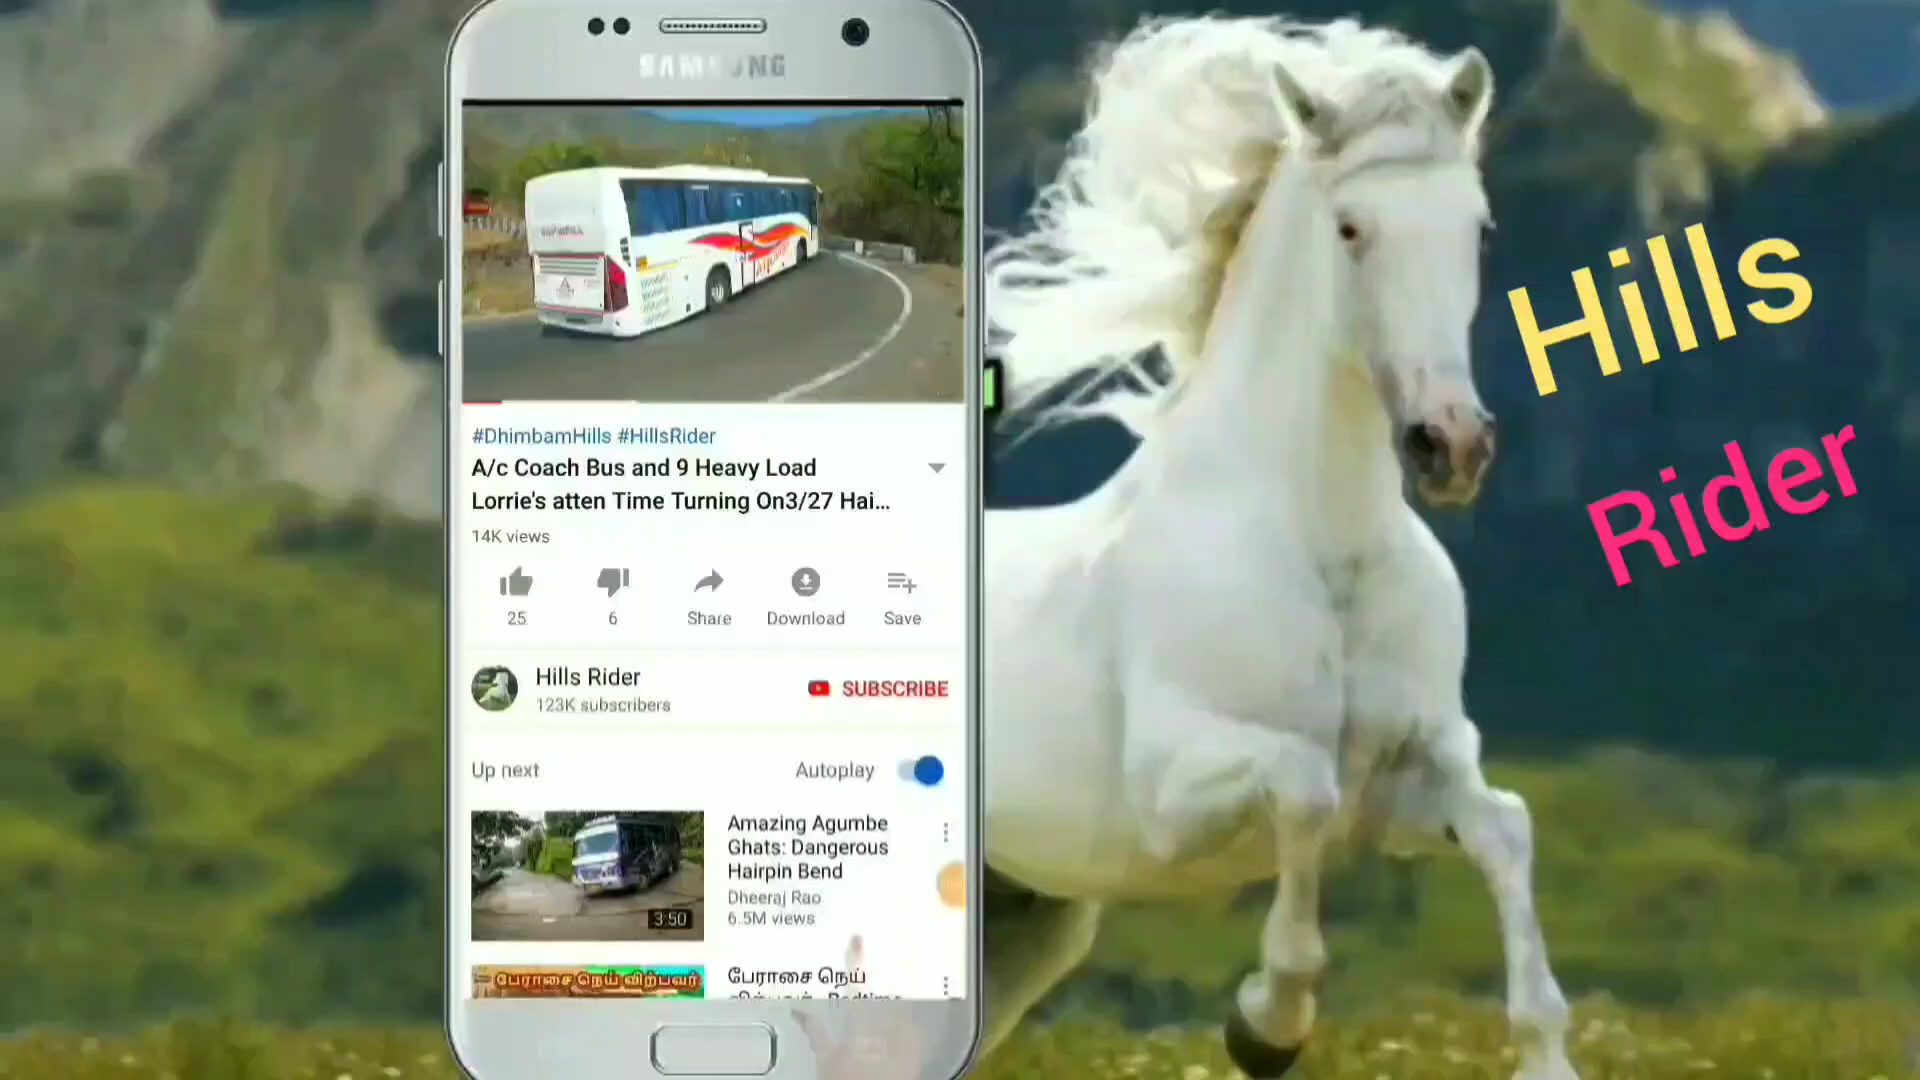 SAMSUNG
#DhimbamHills #HillsRider
A/c Coach Bus and 9 Heavy Load
Lorrie's atten Time Turning On3/27 Hai...
14K views
25
6
Share
Download
Save
Hills Rider
123K subscribers
SUBSCRIBE
Up next
Autoplay
Amazing Agumbe
Ghats: Dangerous
Hairpin Bend
Dheeraj Rao
6.5M views
3:50
பேராசை நெய் விற்பவர்
பேராசை நெய்
Hills
Rider